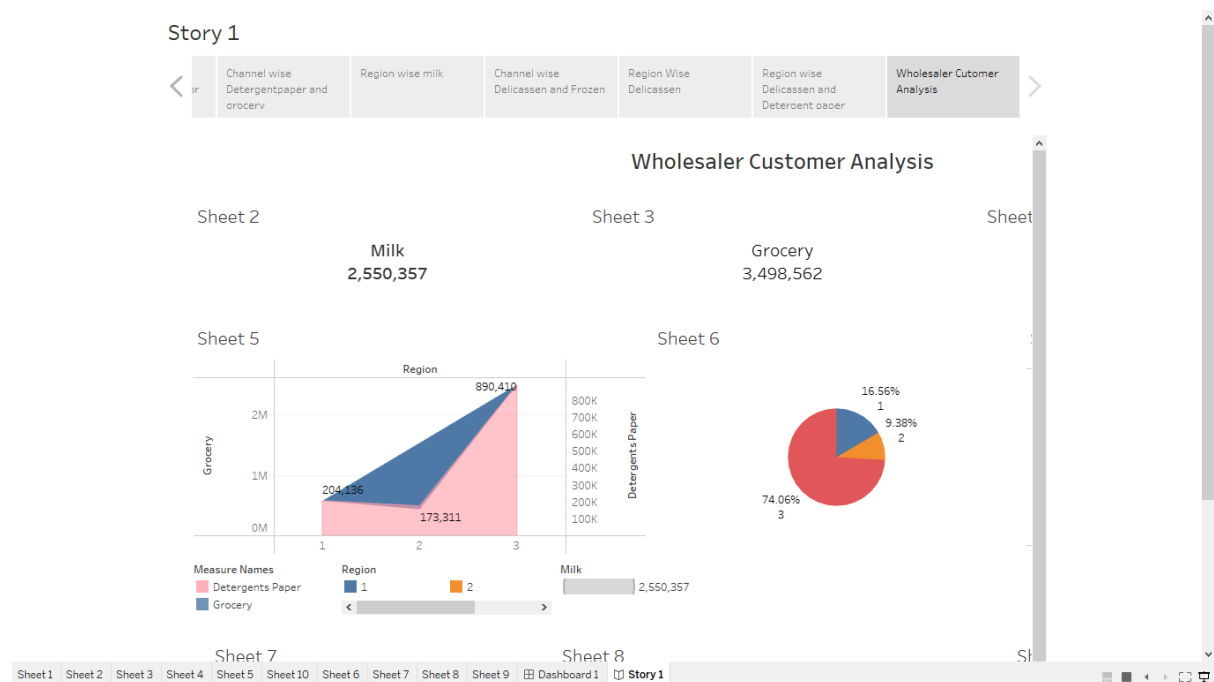 Story 1
or
Channel wise
Detergentpaper and
grocery
Region wise milk
Channel wise
Delicassen and Frozen
Region Wise
Delicassen
Region wise
Delicassen and
Detergent paper
Wholesaler Cutomer
Analysis
Wholesaler Customer Analysis
Sheet 2
Sheet 3
Sheet
Milk
2,550,357
Grocery
3,498,562
Sheet 5
Sheet 6
Region
Grocery
2M
1M
0M
890,410
204,136
173,311
800K
700K
600K
500K
400K
300K
200K
100K
Detergents Paper
1
2
3
16.56%
1
9.38%
2
74.06%
3
Measure Names
Detergents Paper
Grocery
Region
1
2
Milk
2,550,357
Sheet 7
Sheet 8
Sh
Sheet 1
Sheet 2
Sheet 3
Sheet 4
Sheet 5
Sheet 10
Sheet 6
Sheet 7
Sheet 8
Sheet 9
Dashboard 1
Story 1